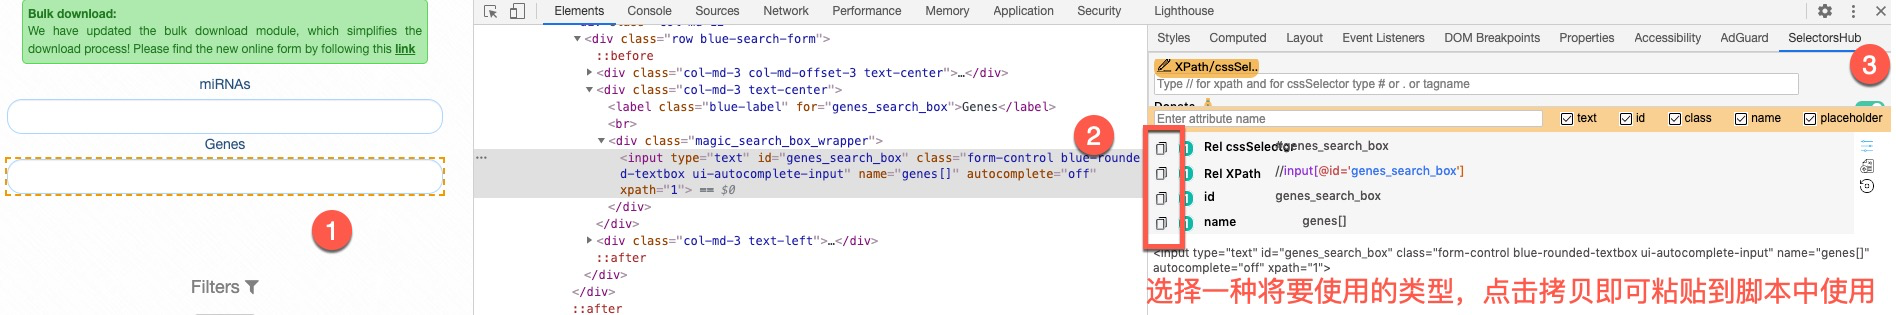 Bulk download:
We have updated the bulk download module, which simplifies the
download process! Please find the new online form by following this link
miRNAs
Genes
1
Filters
Elements Console Sources Network Performance Memory Application Security Lighthouse
<div class="row blue-search-form">
::before
<div class="col-md-3 col-md-offset-3 text-center">…</div>
<div class="col-md-3 text-center">
<label class="blue-label" for="genes_search_box">Genes</label>
<br>
<div class="magic_search_box_wrapper">
<input type="text" id="genes_search_box" class="form-control blue-rounde
d-textbox ui-autocomplete-input" name="genes[]" autocomplete="off"
xpath="1"> == $0
</div>
</div>
<div class="col-md-3 text-left">…</div>
::after
</div>
</div>
::after
2
Styles Computed Layout Event Listeners DOM Breakpoints Properties Accessibility AdGuard SelectorsHub
3
XPath/cssSel..
Type // for xpath and for cssSelector type # or . or tagname
Donate
Enter attribute name text id class name placeholder
1 Rel cssSelector #genes_search_box
1 Rel XPath //input[@id='genes_search_box']
1 id genes_search_box
1 name genes[]
<input type="text" id="genes_search_box" class="form-control blue-rounded-textbox ui-autocomplete-input" name="genes[]"
autocomplete="off" xpath="1">
选择一种将要使用的类型，点击拷贝即可粘贴到脚本中使用